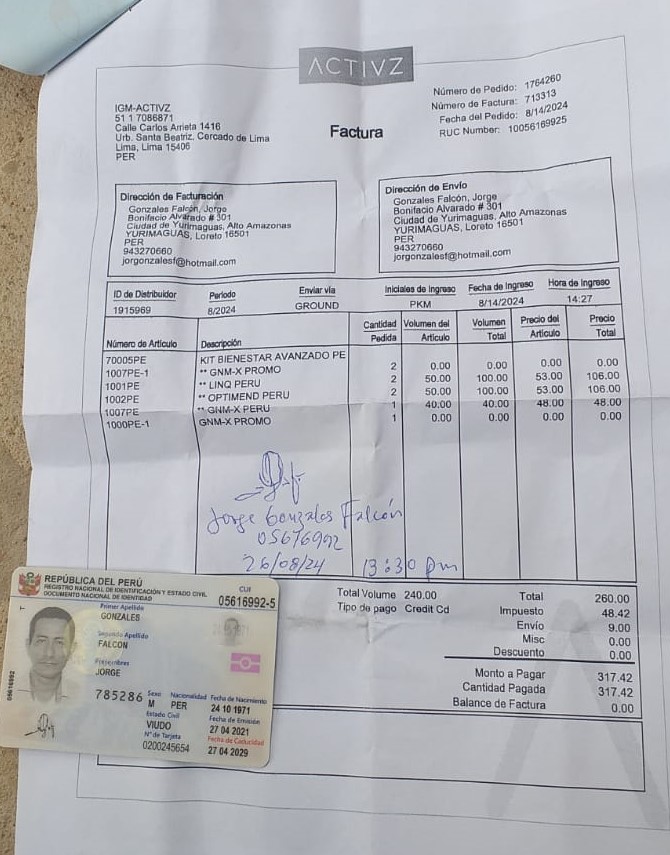 ACTIVZ
IGM-ACTIVZ
51 1 7086871
Calle Carlos Arrieta 1416
Urb. Santa Beatriz, Cercado de Lima
Lima, Lima 15406
PER
Factura
Número de Pedido: 1764260
Número de Factura: 713313
Fecha del Pedido: 8/14/2024
RUC Number: 10056169925
Dirección de Facturación
Gonzales Falcón, Jorge
Bonifacio Alvarado # 301
Ciudad de Yurimaguas, Alto Amazonas
YURIMAGUAS, Loreto 16501
PER
943270660
jorgonzalesf@hotmail.com
Dirección de Envío
Gonzales Falcón, Jorge
Bonifacio Alvarado # 301
Ciudad de Yurimaguas, Alto Amazonas
YURIMAGUAS, Loreto 16501
PER
943270660
jorgonzalesf@hotmail.com
ID de Distribuidor Periodo Enviar via Iniciales de Ingreso Fecha de Ingreso Hora de Ingreso
1915969 8/2024 GROUND PKM 8/14/2024 14:27
Número de Articulo Descripción Cantidad Pedida Volumen del Articulo Volumen Total Precio del Articulo Precio Total
70005PE KIT BIENESTAR AVANZADO PE
1007PE-1 ** GNM-X PROMO 2 0.00 0.00 0.00 0.00
1001PE ** LINQ PERU 2 50.00 100.00 53.00 106.00
1002PE ** OPTIMEND PERU 2 50.00 100.00 53.00 106.00
1007PE ** GNM-X PERU 1 40.00 40.00 48.00 48.00
1000PE-1 GNM-X PROMO 1 0.00 0.00 0.00 0.00
Jorge Gonzales Falcón
05616992
26/08/24 13:30 pm
Total Volume 240.00
Tipo de pago Credit Cd
Total 260.00
Impuesto 48.42
Envío 9.00
Misc 0.00
Descuento 0.00
Monto a Pagar 317.42
Cantidad Pagada 317.42
Balance de Factura 0.00
REPÚBLICA DEL PERÚ
REGISTRO NACIONAL DE IDENTIFICACIÓN Y ESTADO CIVIL
DOCUMENTO NACIONAL DE IDENTIDAD
CUI
05616992-5
Primer Apellido
GONZALES
Segundo Apellido
FALCON
Prenombres
JORGE
785286
Sexo Nacionalidad Fecha de Nacimiento
M PER 24 10 1971
Estado Civil Fecha de Emisión
VIUDO 27 04 2021
Nº de Tarjeta Fecha de Caducidad
0200245654 27 04 2029
05616992